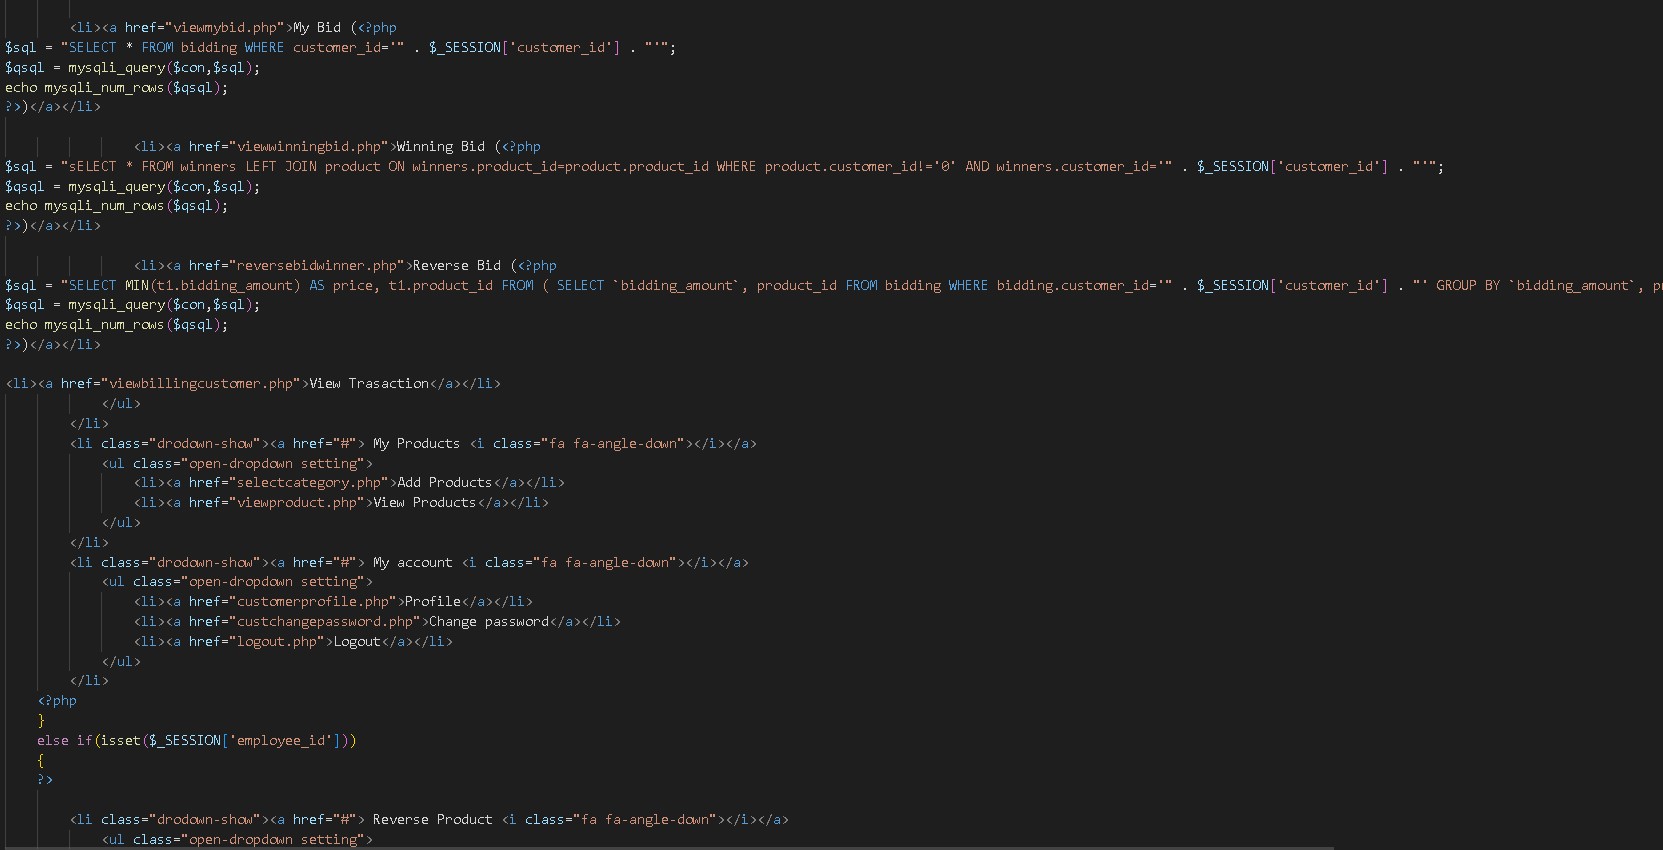 <li><a href="viewmybid.php">My Bid (<?php
$sql = "SELECT * FROM bidding WHERE customer_id='" . $_SESSION['customer_id'] . "'";
$qsql = mysqli_query($con,$sql);
echo mysqli_num_rows($qsql);
?>)</a></li>
<li><a href="viewwinningbid.php">Winning Bid (<?php
$sql = "sELECT * FROM winners LEFT JOIN product ON winners.product_id=product.product_id WHERE product.customer_id!='0' AND winners.customer_id='" . $_SESSION['customer_id'] . "'";
$qsql = mysqli_query($con,$sql);
echo mysqli_num_rows($qsql);
?>)</a></li>
<li><a href="reversebidwinner.php">Reverse Bid (<?php
$sql = "SELECT MIN(t1.bidding_amount) AS price, t1.product_id FROM ( SELECT `bidding_amount`, product_id FROM bidding WHERE bidding.customer_id='" . $_SESSION['customer_id'] . "' GROUP BY `bidding_amount`,
$qsql = mysqli_query($con,$sql);
echo mysqli_num_rows($qsql);
?>)</a></li>
<li><a href="viewbillingcustomer.php">View Trasaction</a></li>
</ul>
</li>
<li class="drodown-show"><a href="#"> My Products <i class="fa fa-angle-down"></i></a>
<ul class="open-dropdown setting">
<li><a href="selectcategory.php">Add Products</a></li>
<li><a href="viewproduct.php">View Products</a></li>
</ul>
</li>
<li class="drodown-show"><a href="#"> My account <i class="fa fa-angle-down"></i></a>
<ul class="open-dropdown setting">
<li><a href="customerprofile.php">Profile</a></li>
<li><a href="custchangepassword.php">Change password</a></li>
<li><a href="logout.php">Logout</a></li>
</ul>
</li>
<?php
}
else if(isset($_SESSION['employee_id']))
{
?>
<li class="drodown-show"><a href="#"> Reverse Product <i class="fa fa-angle-down"></i></a>
<ul class="open-dropdown setting">